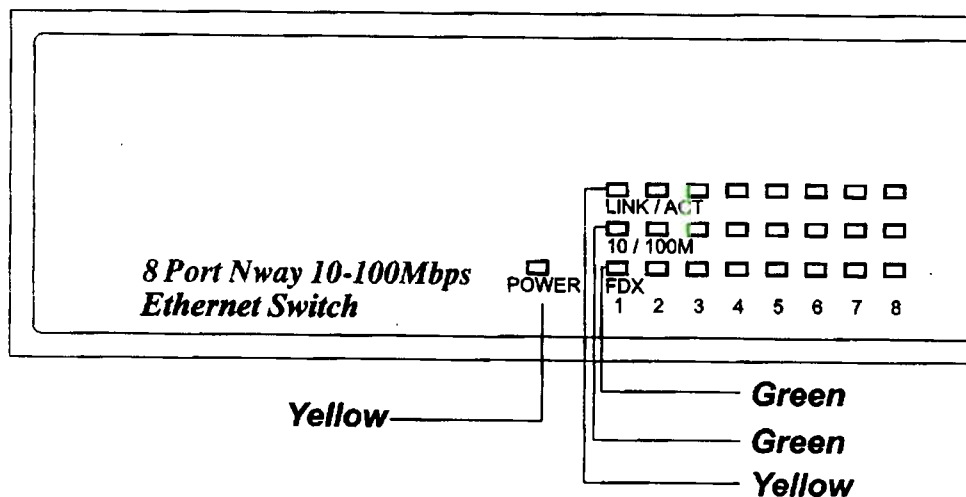 LINK / ACT
10 / 100M
8 Port Nway 10-100Mbps
Ethernet Switch
POWER
FDX
1 2 3 4 5 6 7 8
Yellow
Green
Green
Yellow